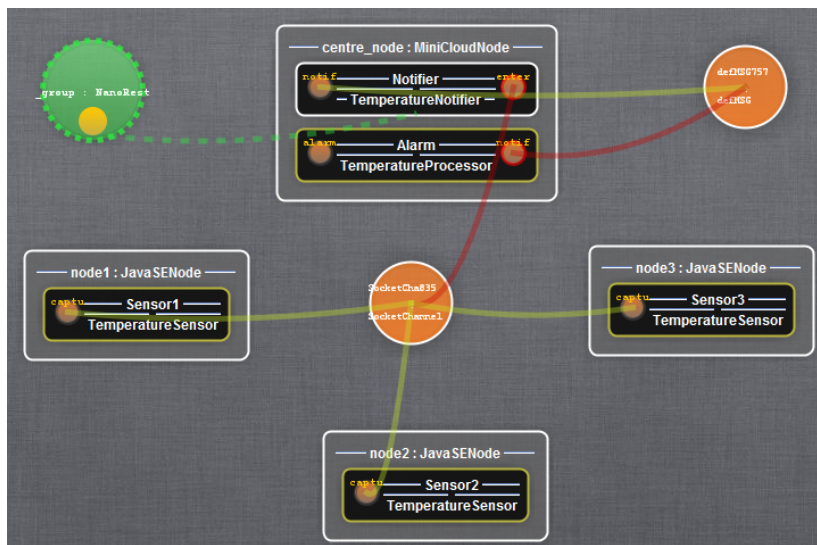 centre_node : MiniCloudNode
notif
Notifier
enter
TemperatureNotifier
alarm
Alarm
notif
TemperatureProcessor
_group : NanoRest
defMSG757
:
defMSG
node1 : JavaSENode
captu
Sensor1
TemperatureSensor
SocketCha835
:
SocketChannel
node3 : JavaSENode
captu
Sensor3
TemperatureSensor
node2 : JavaSENode
captu
Sensor2
TemperatureSensor